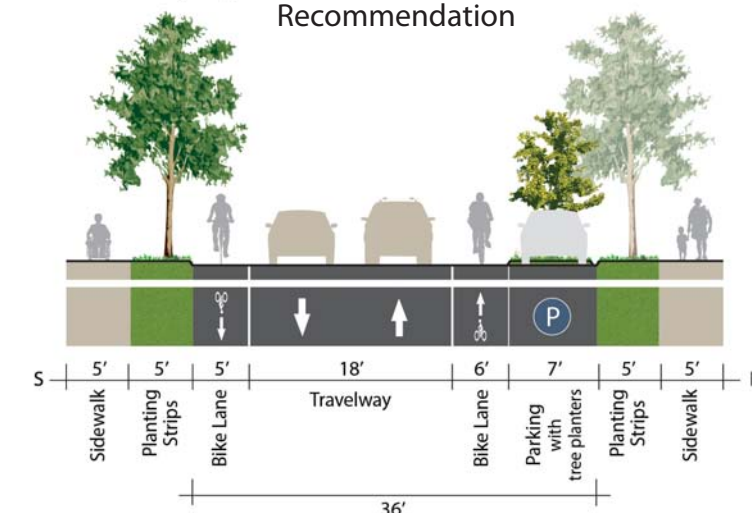 Recommendation
P
S 5’ 5’ 5’ 18’ 6’ 7’ 5’ 5’
Sidewalk
Planting
Strips
Bike Lane
Travelway
Bike Lane
Parking
with
tree planters
Planting
Strips
Sidewalk
36’